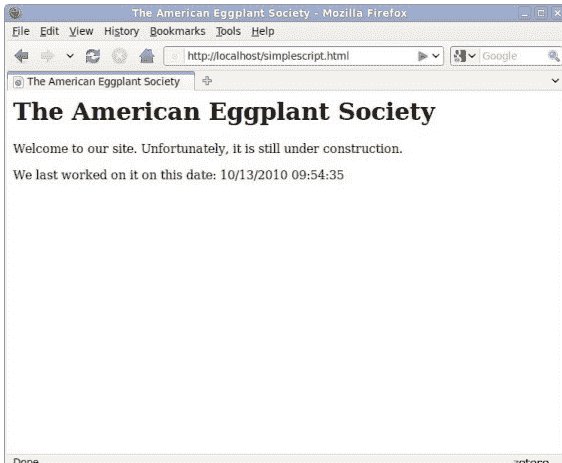 The American Eggplant Society - Mozilla Firefox
File Edit View History Bookmarks Tools Help
http://localhost/simplescript.html Google
The American Eggplant Society
The American Eggplant Society
Welcome to our site. Unfortunately, it is still under construction.
We last worked on it on this date: 10/13/2010 09:54:35
Done zotero